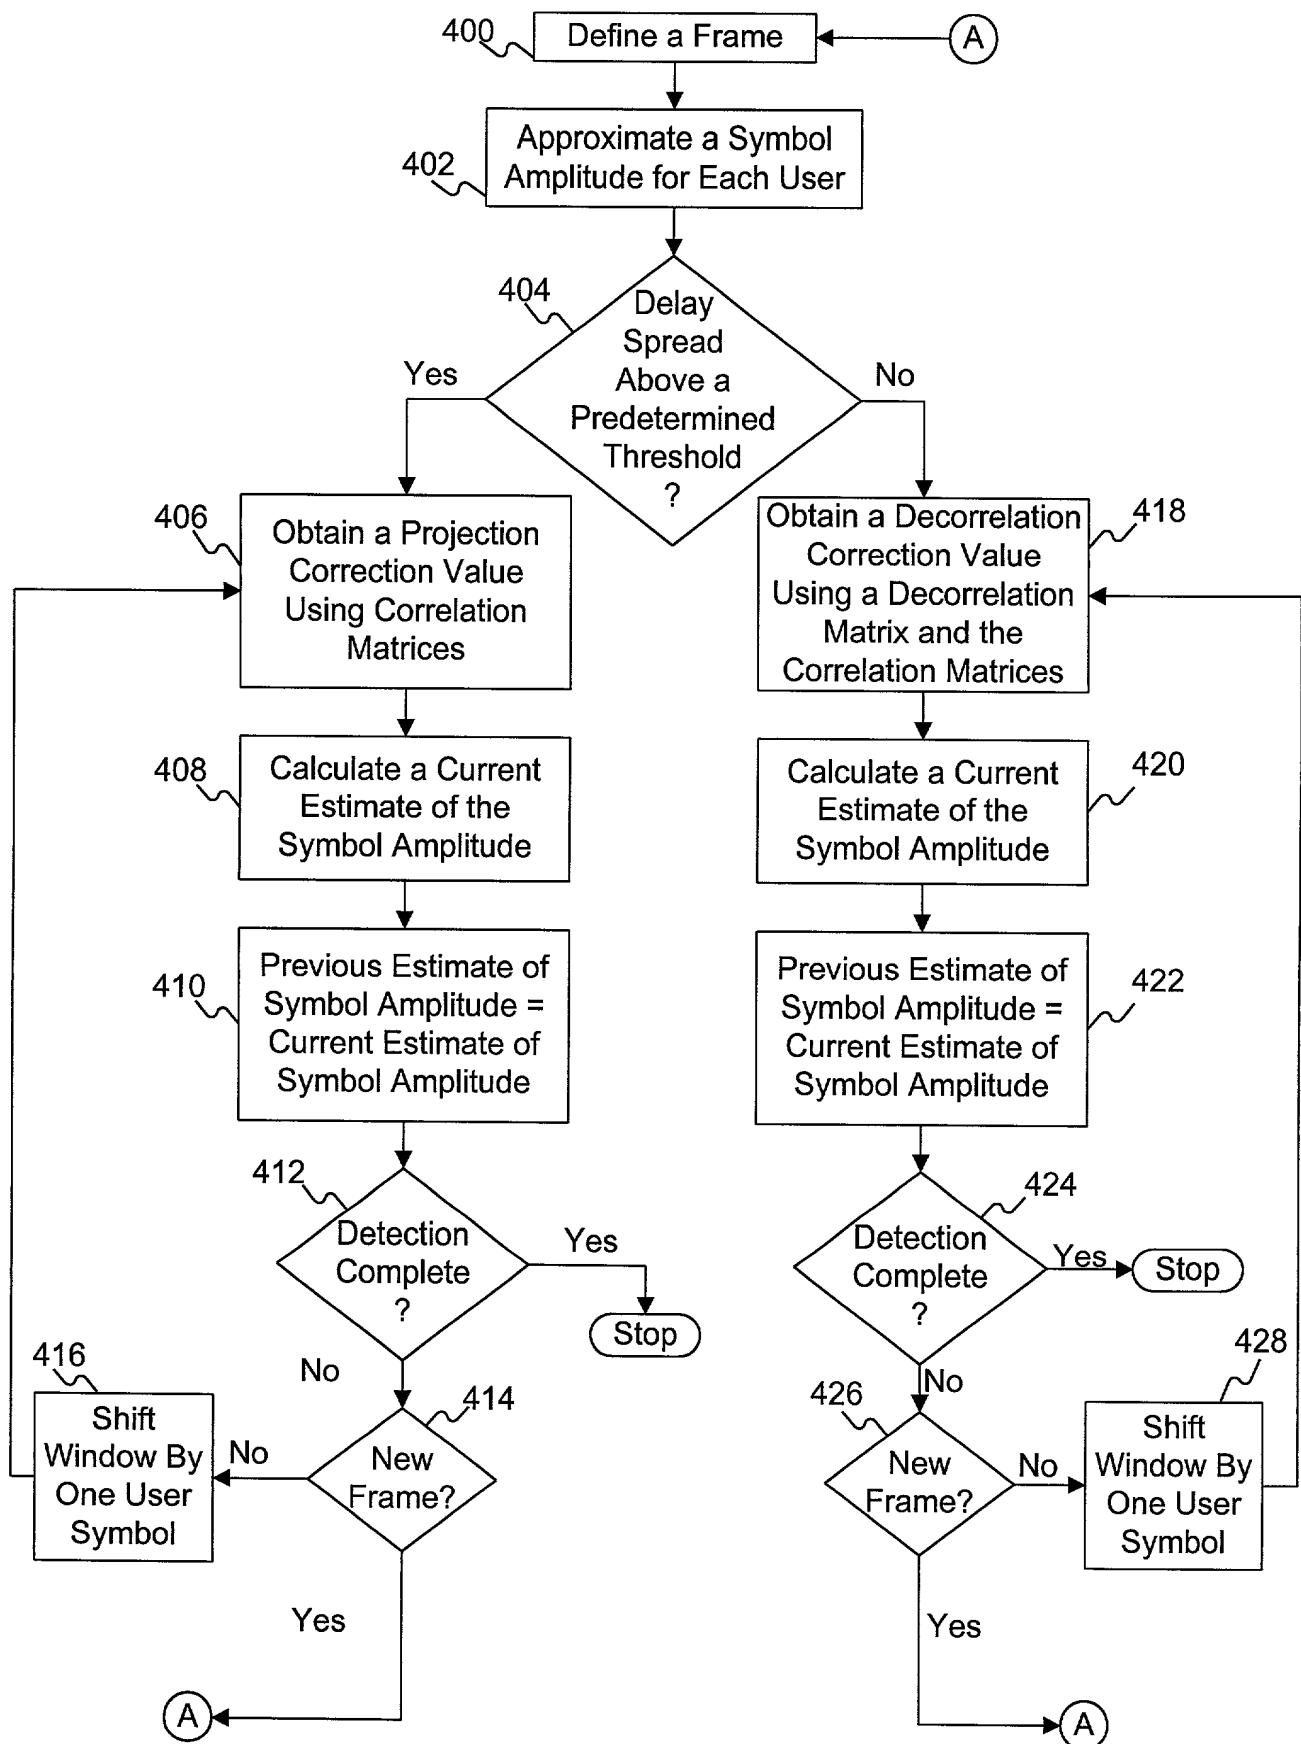 400
Define a Frame
A
402
Approximate a Symbol
Amplitude for Each User
404
Delay
Spread
Above a
Predetermined
Threshold
?
Yes
No
406
Obtain a Projection
Correction Value
Using Correlation
Matrices
418
Obtain a Decorrelation
Correction Value
Using a Decorrelation
Matrix and the
Correlation Matrices
408
Calculate a Current
Estimate of the
Symbol Amplitude
420
Calculate a Current
Estimate of the
Symbol Amplitude
410
Previous Estimate of
Symbol Amplitude =
Current Estimate of
Symbol Amplitude
422
Previous Estimate of
Symbol Amplitude =
Current Estimate of
Symbol Amplitude
412
Detection
Complete
?
Yes
Stop
No
424
Detection
Complete
?
Yes
Stop
No
416
Shift
Window By
One User
Symbol
No
414
New
Frame?
Yes
A
426
New
Frame?
No
428
Shift
Window By
One User
Symbol
Yes
A